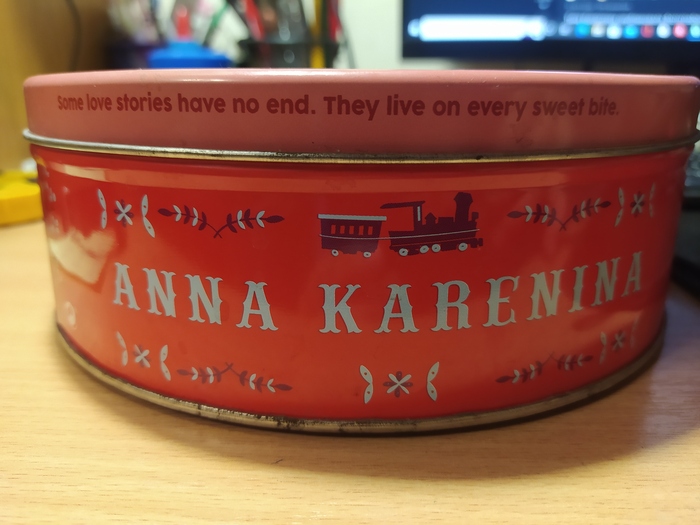 Some love stories have no end. They live on every sweet bite.
ANNA KARENINA